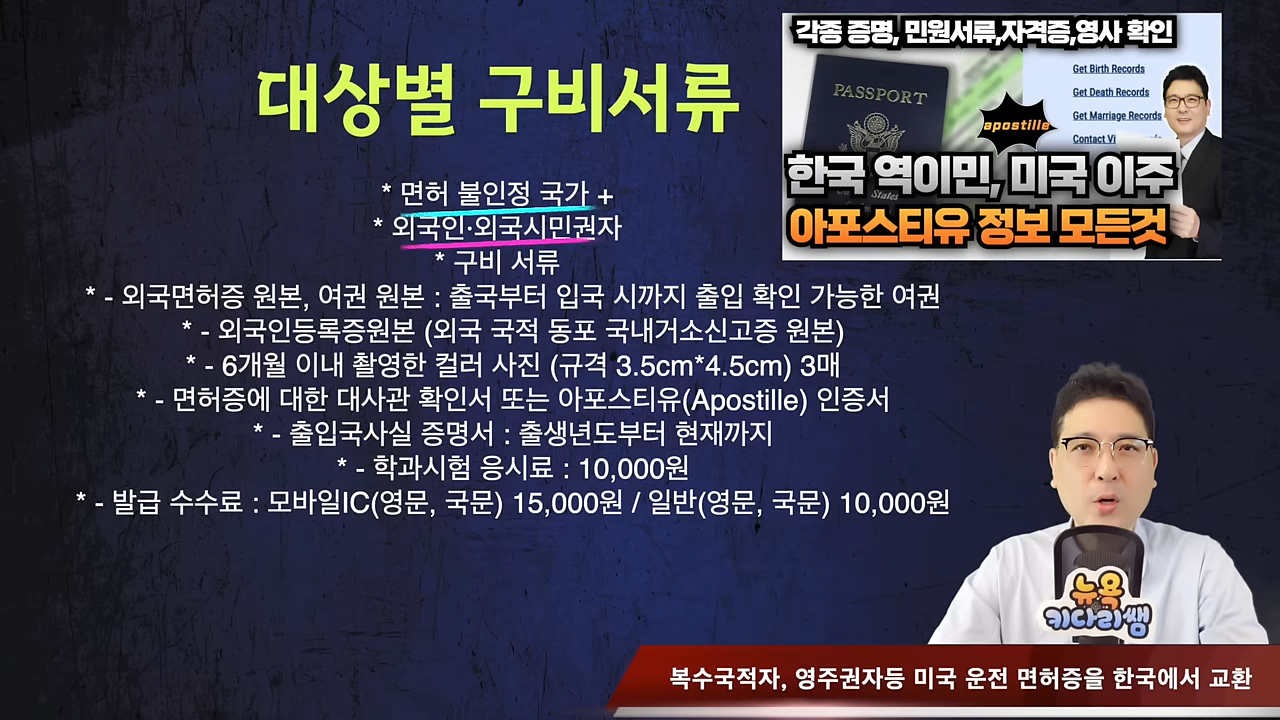 대상별 구비서류
* 면허 불인정 국가 +
* 외국인·외국시민권자
* 구비 서류
* - 외국면허증 원본, 여권 원본 : 출국부터 입국 시까지 출입 확인 가능한 여권
* - 외국인등록증원본 (외국 국적 동포 국내거소신고증 원본)
* - 6개월 이내 촬영한 컬러 사진 (규격 3.5cm*4.5cm) 3매
* - 면허증에 대한 대사관 확인서 또는 아포스티유(Apostille) 인증서
* - 출입국사실 증명서 : 출생년도부터 현재까지
* - 학과시험 응시료 : 10,000원
* - 발급 수수료 : 모바일IC(영문, 국문) 15,000원 / 일반(영문, 국문) 10,000원
각종 증명, 민원서류,자격증,영사 확인
PASSPORT
States
apostille
Get Birth Records
Get Death Records
Get Marriage Records
Contact Vi
한국 역이민, 미국 이주
아포스티유 정보 모든것
뉴욕
키다리쌤
복수국적자, 영주권자등 미국 운전 면허증을 한국에서 교환